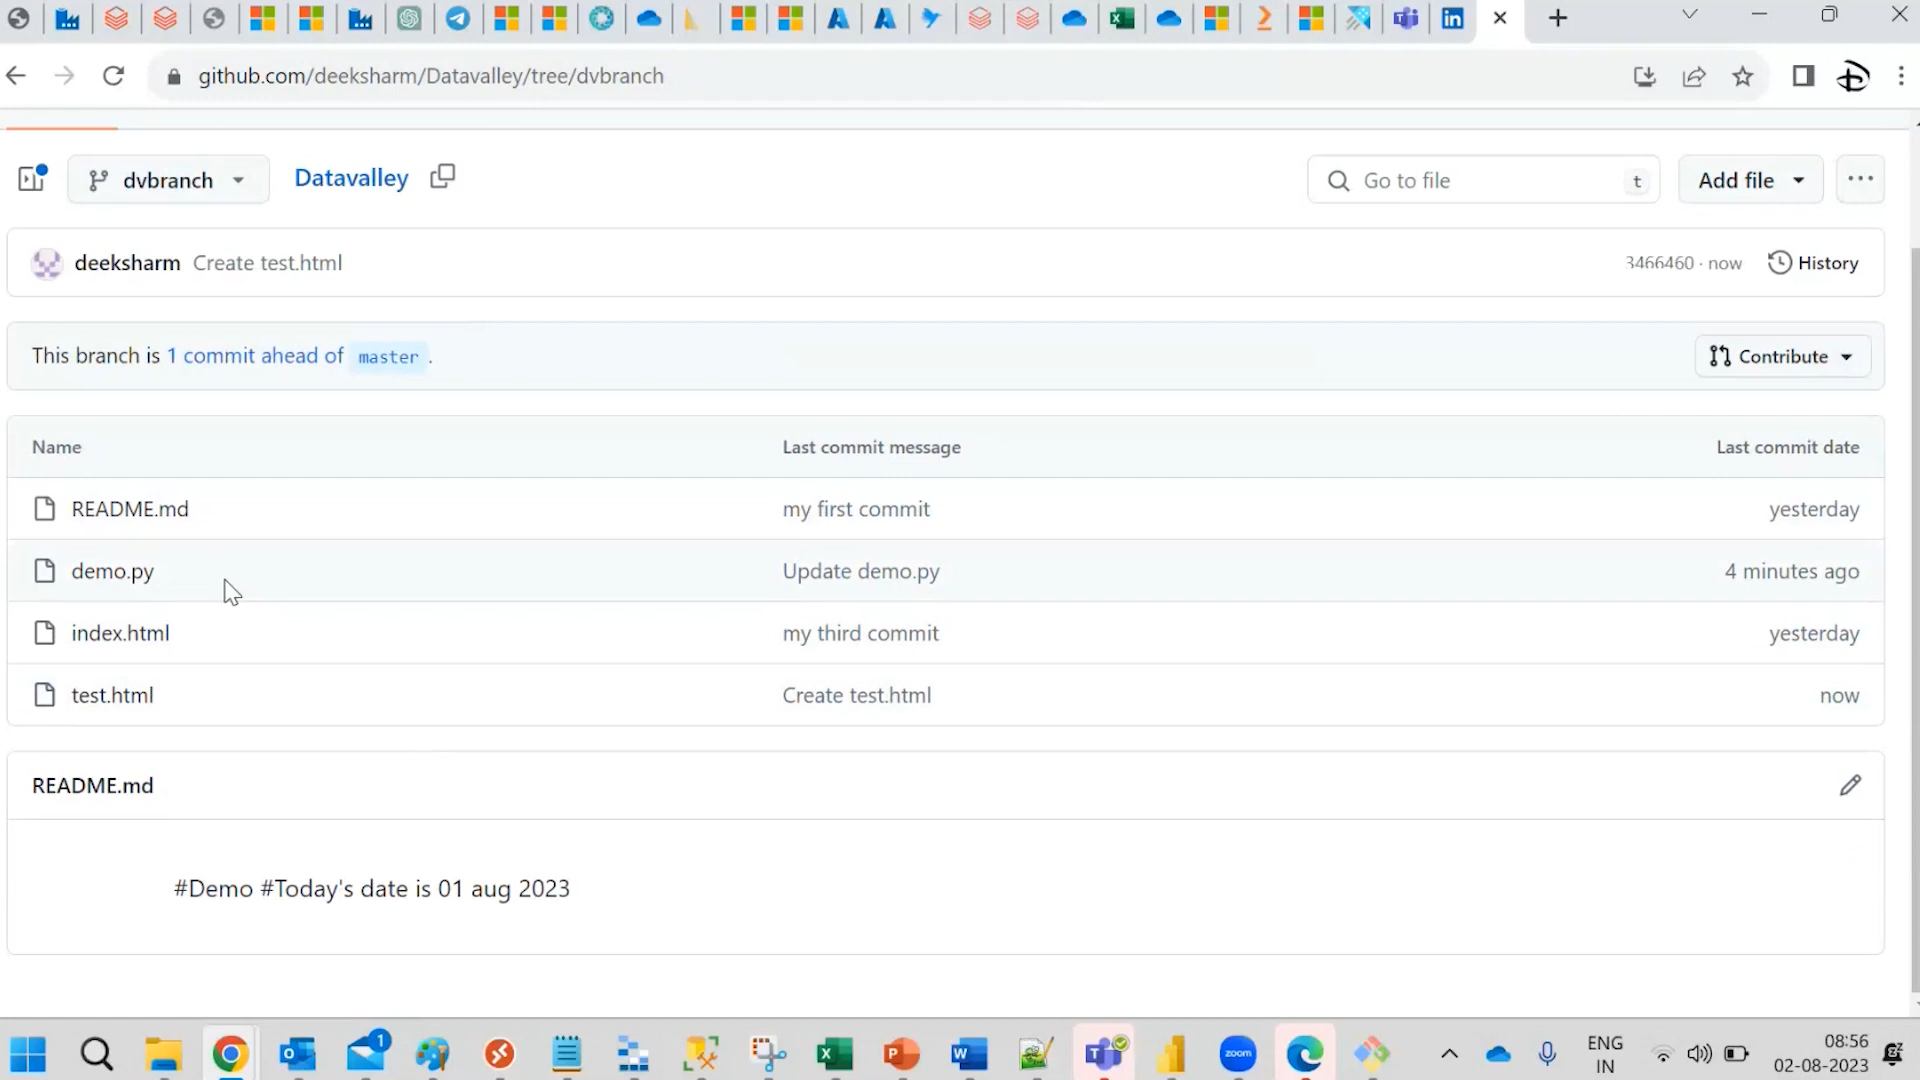 github.com/deeksharm/Datavalley/tree/dvbranch
dvbranch
Datavalley
Go to file
t
Add file
deeksharm Create test.html
3466460 · now
History
This branch is 1 commit ahead of master .
Contribute
Name
Last commit message
Last commit date
README.md
my first commit
yesterday
demo.py
Update demo.py
4 minutes ago
index.html
my third commit
yesterday
test.html
Create test.html
now
README.md
#Demo #Today's date is 01 aug 2023
1
zoom
ENG
IN
08:56
02-08-2023